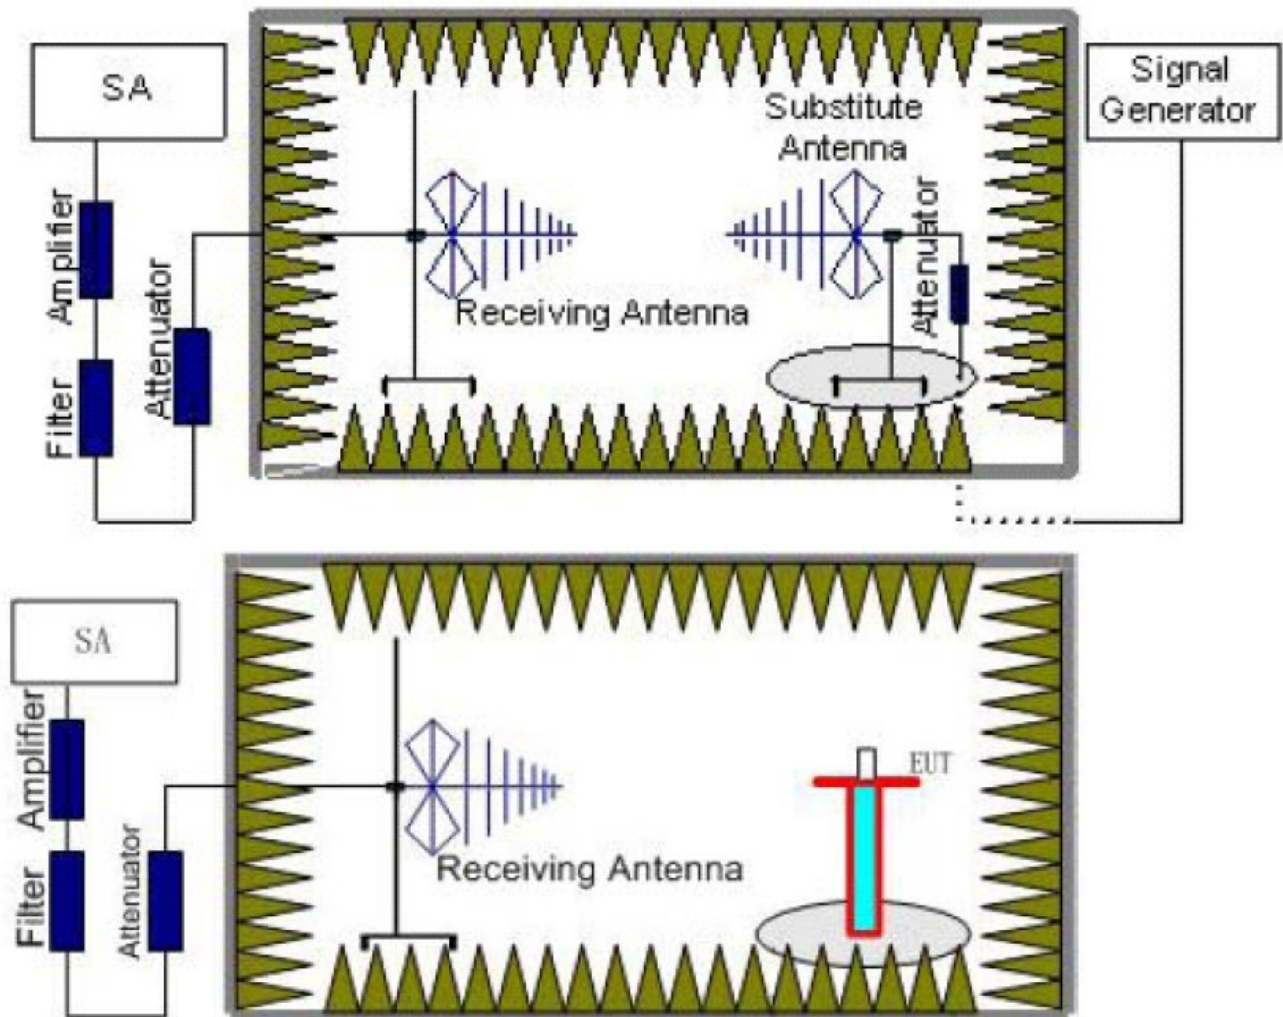 SA
Signal
Generator
Substitute
Antenna
Amplifier
Attenuator
Attenuator
Receiving Antenna
Filter
SA
Amplifier
EUT
Receiving Antenna
Attenuator
Filter